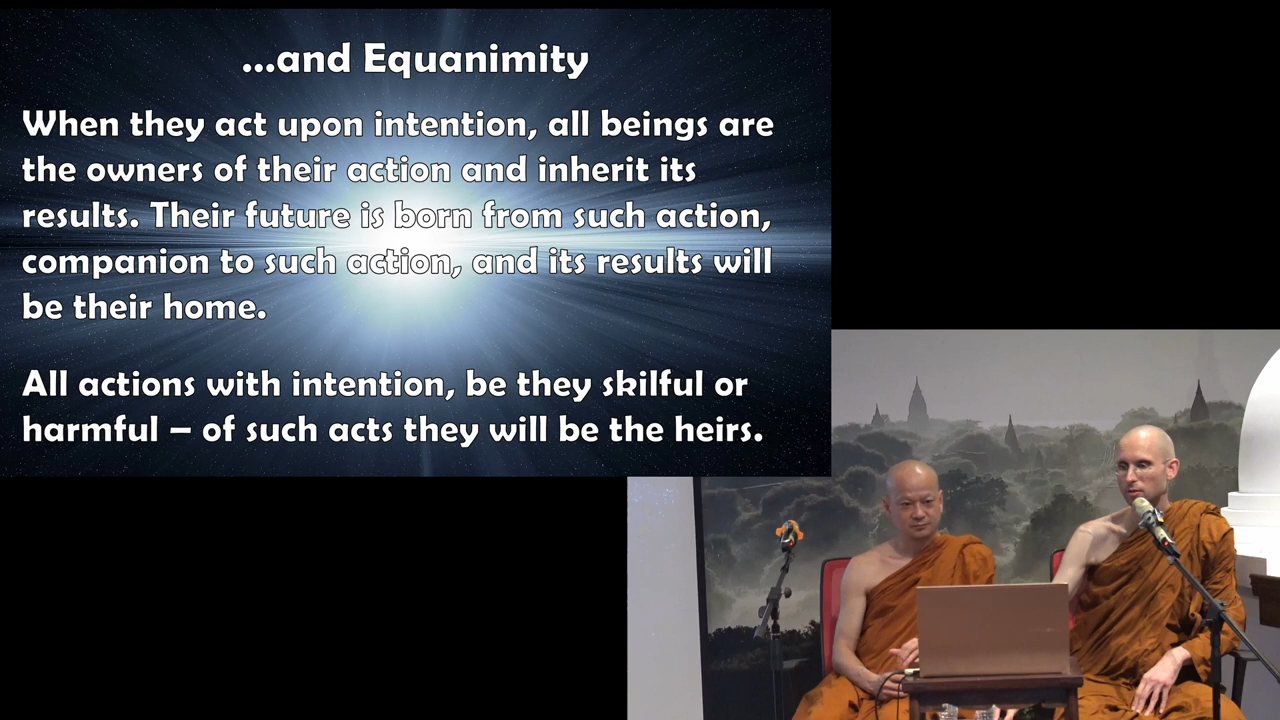 ...and Equanimity
When they act upon intention, all beings are
the owners of their action and inherit its
results. Their future is born from such action,
companion to such action, and its results will
be their home.
All actions with intention, be they skilful or
harmful – of such acts they will be the heirs.